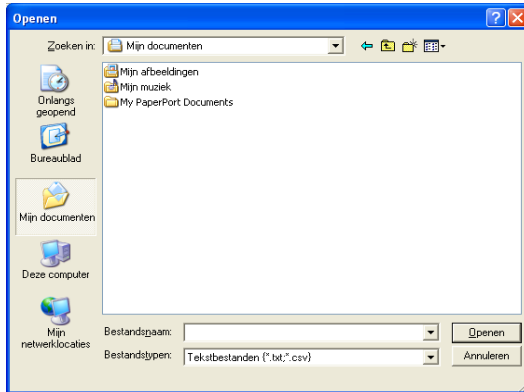 Openen
Zoeken in:
Mijn documenten
Mijn afbeeldingen
Mijn muziek
My PaperPort Documents
Onlangs
geopend
Bureaublad
Mijn documenten
Deze computer
Mijn
netwerklocaties
Bestandsnaam:
Openen
Bestandstypen:
Tekstbestanden (*.txt;*.csv)
Annuleren